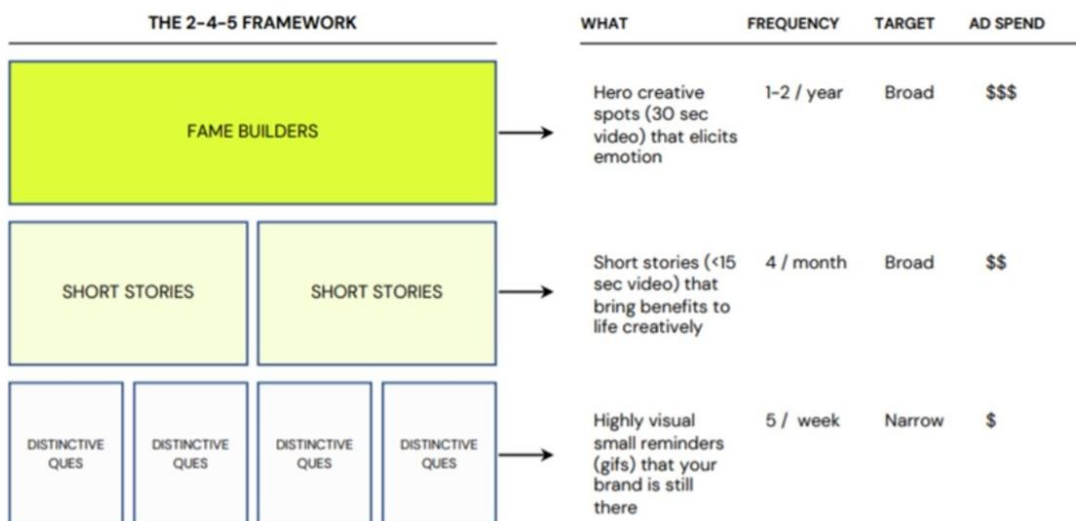 THE 2-4-5 FRAMEWORK
WHAT FREQUENCY TARGET AD SPEND
FAME BUILDERS
Hero creative 1-2 / year Broad $$$
spots (30 sec
video) that elicits
emotion
SHORT STORIES SHORT STORIES
Short stories (<15 4 / month Broad $$
sec video) that
bring benefits to
life creatively
DISTINCTIVE DISTINCTIVE DISTINCTIVE DISTINCTIVE
QUES QUES QUES QUES
Highly visual 5 / week Narrow $
small reminders
(gifs) that your
brand is still
there